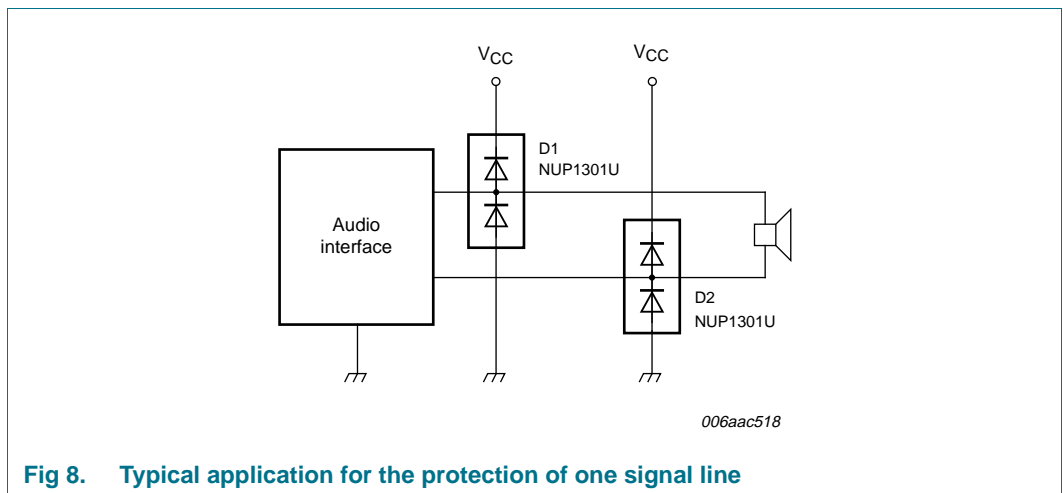 VCC
VCC
D1
NUP1301U
Audio
interface
D2
NUP1301U
006aac518
Fig 8. Typical application for the protection of one signal line